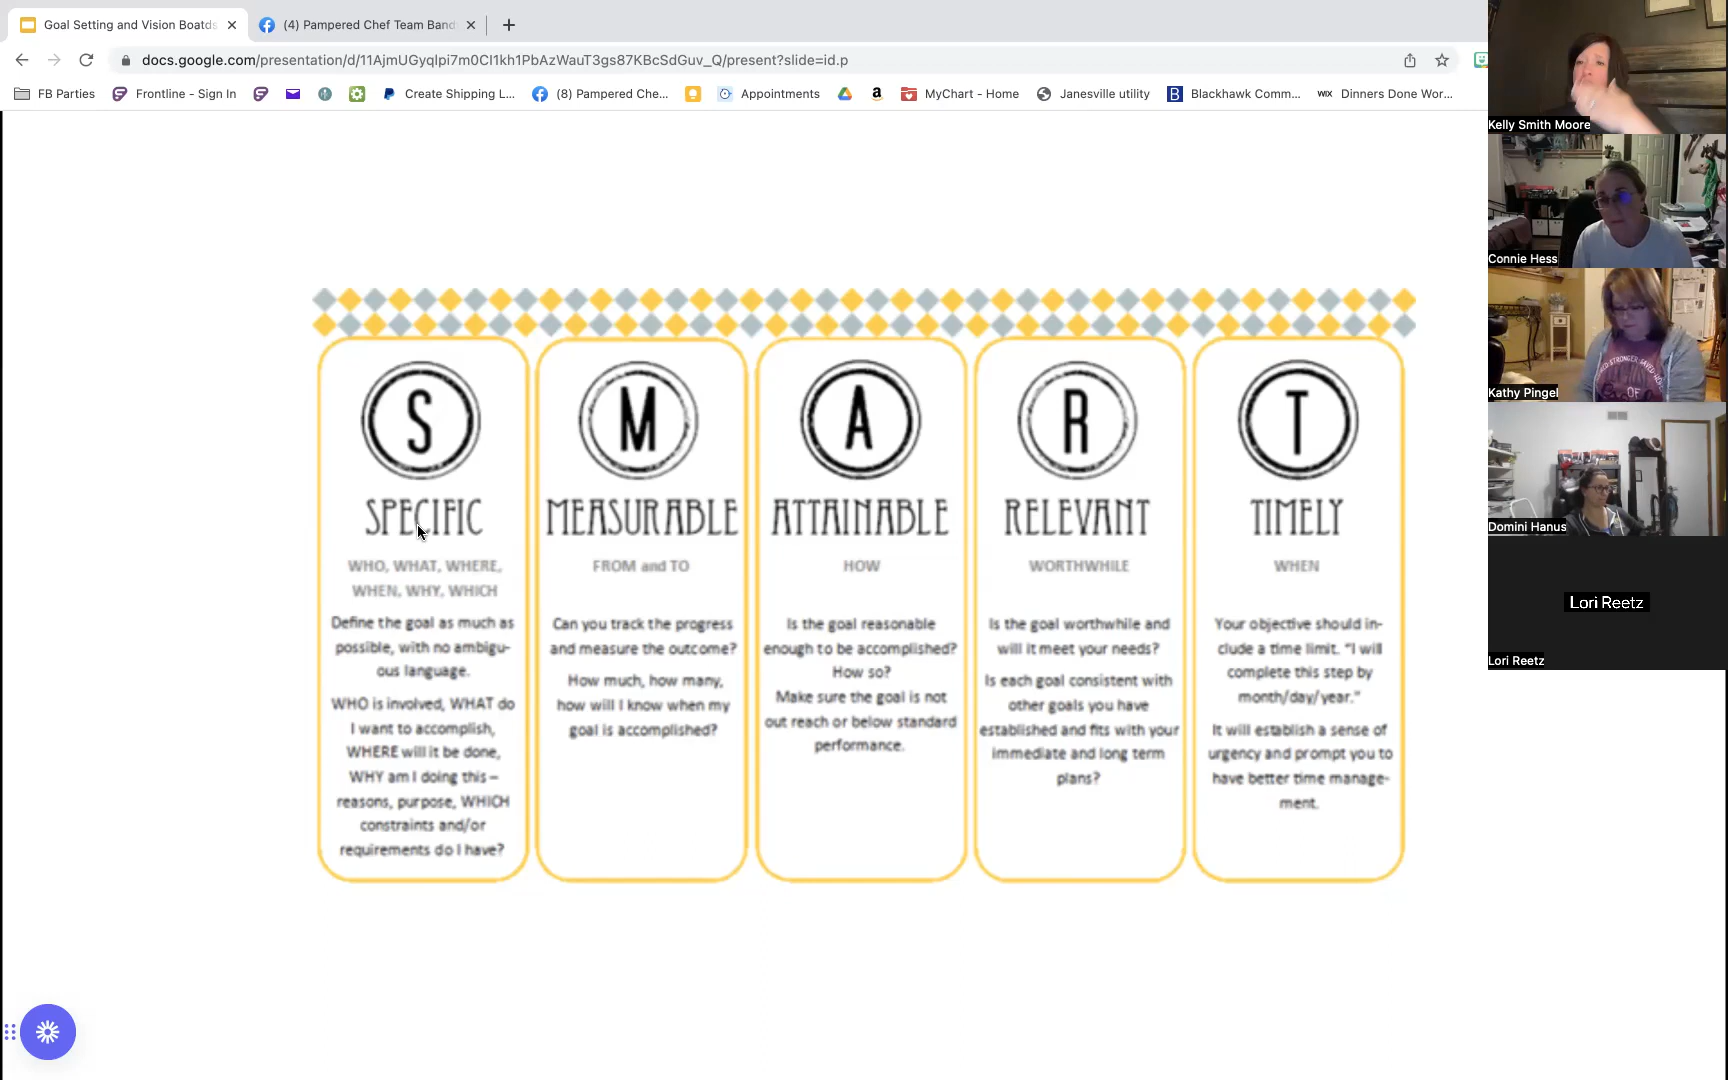 Goal Setting and Vision Boards
(4) Pampered Chef Team Band
docs.google.com/presentation/d/11AjmUGyqIpi7m0CI1kh1PbAzWauT3gs87KBcSdGuv_Q/present?slide=id.p
FB Parties
Frontline - Sign In
Create Shipping L...
(8) Pampered Che...
Appointments
MyChart - Home
Janesville utility
Blackhawk Comm...
WIX
Dinners Done Wor...
Kelly Smith Moore
Connie Hess
Kathy Pingel
Domini Hanus
Lori Reetz
Lori Reetz
S
SPECIFIC
WHO, WHAT, WHERE,
WHEN, WHY, WHICH
Define the goal as much as
possible, with no ambigu-
ous language.
WHO is involved, WHAT do
I want to accomplish,
WHERE will it be done,
WHY am I doing this –
reasons, purpose, WHICH
constraints and/or
requirements do I have?
M
MEASURABLE
FROM and TO
Can you track the progress
and measure the outcome?
How much, how many,
how will I know when my
goal is accomplished?
A
ATTAINABLE
HOW
Is the goal reasonable
enough to be accomplished?
How so?
Make sure the goal is not
out reach or below standard
performance.
R
RELEVANT
WORTHWHILE
Is the goal worthwhile and
will it meet your needs?
Is each goal consistent with
other goals you have
established and fits with your
immediate and long term
plans?
T
TIMELY
WHEN
Your objective should in-
clude a time limit. "I will
complete this step by
month/day/year."
It will establish a sense of
urgency and prompt you to
have better time manage-
ment.